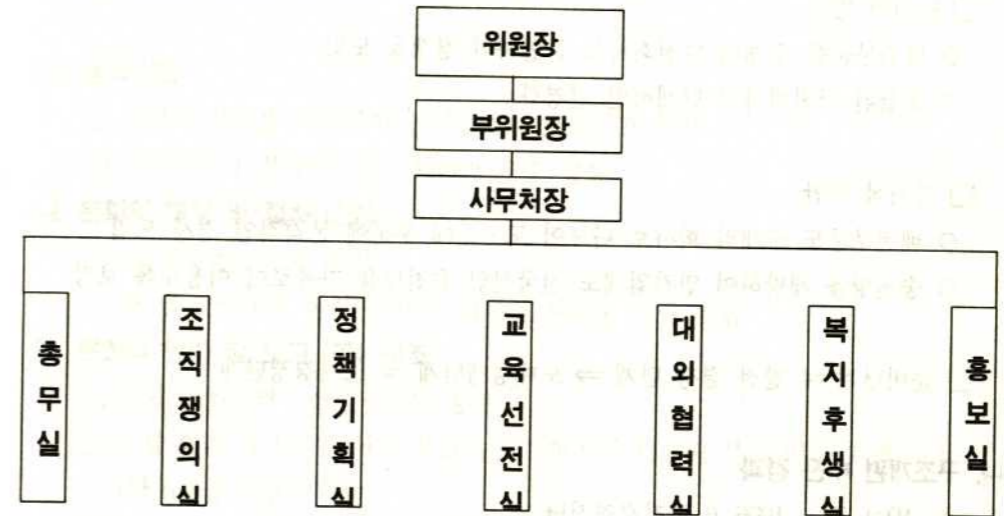 위원장
부위원장
사무처장
총무실
조직쟁의실
정책기획실
교육선전실
대외협력실
복지후생실
홍보실